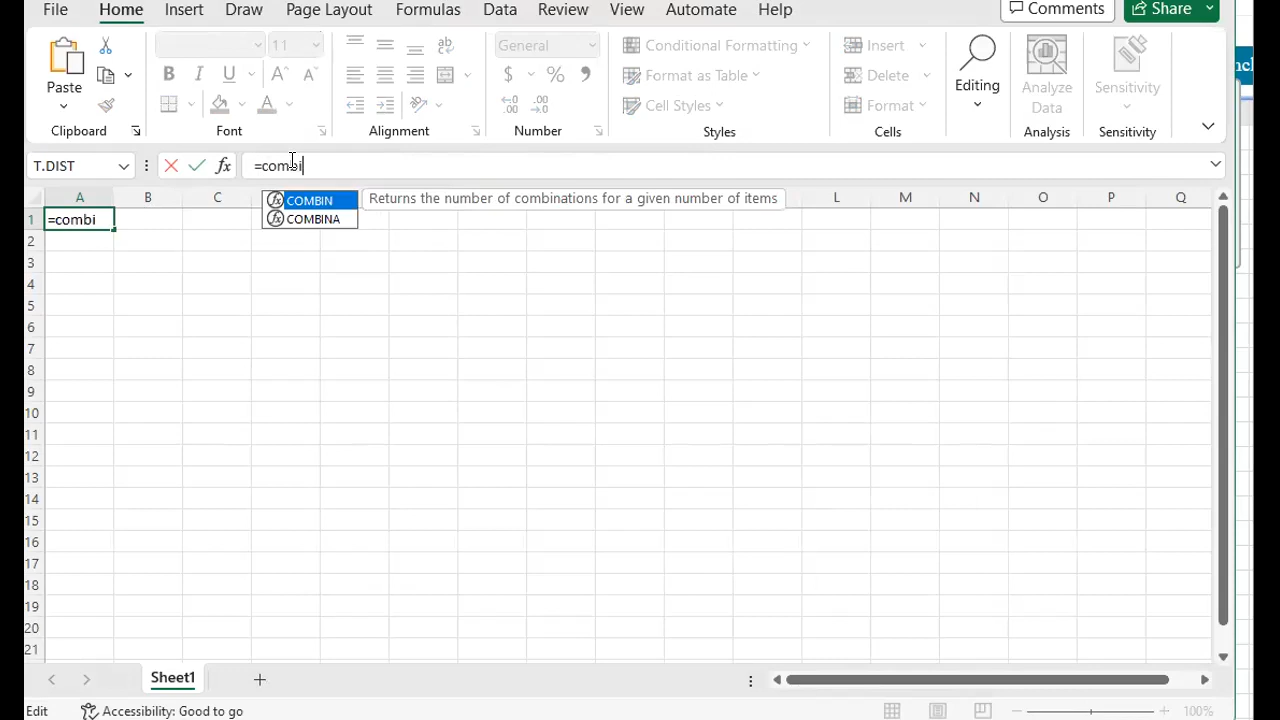 File Home Insert Draw Page Layout Formulas Data Review View Automate Help Comments Share
11 General Conditional Formatting Insert
Paste B I U A A $ % Format as Table Delete Editing Analyze Data Sensitivity
A Cell Styles Format
Clipboard Font Alignment Number Styles Cells Analysis Sensitivity
T.DIST fx =combi
A B C L M N O P Q
COMBIN Returns the number of combinations for a given number of items
1 =combi COMBINA
2
3
4
5
6
7
8
9
10
11
12
13
14
15
16
17
18
19
20
21
Sheet1
Edit Accessibility: Good to go 100%